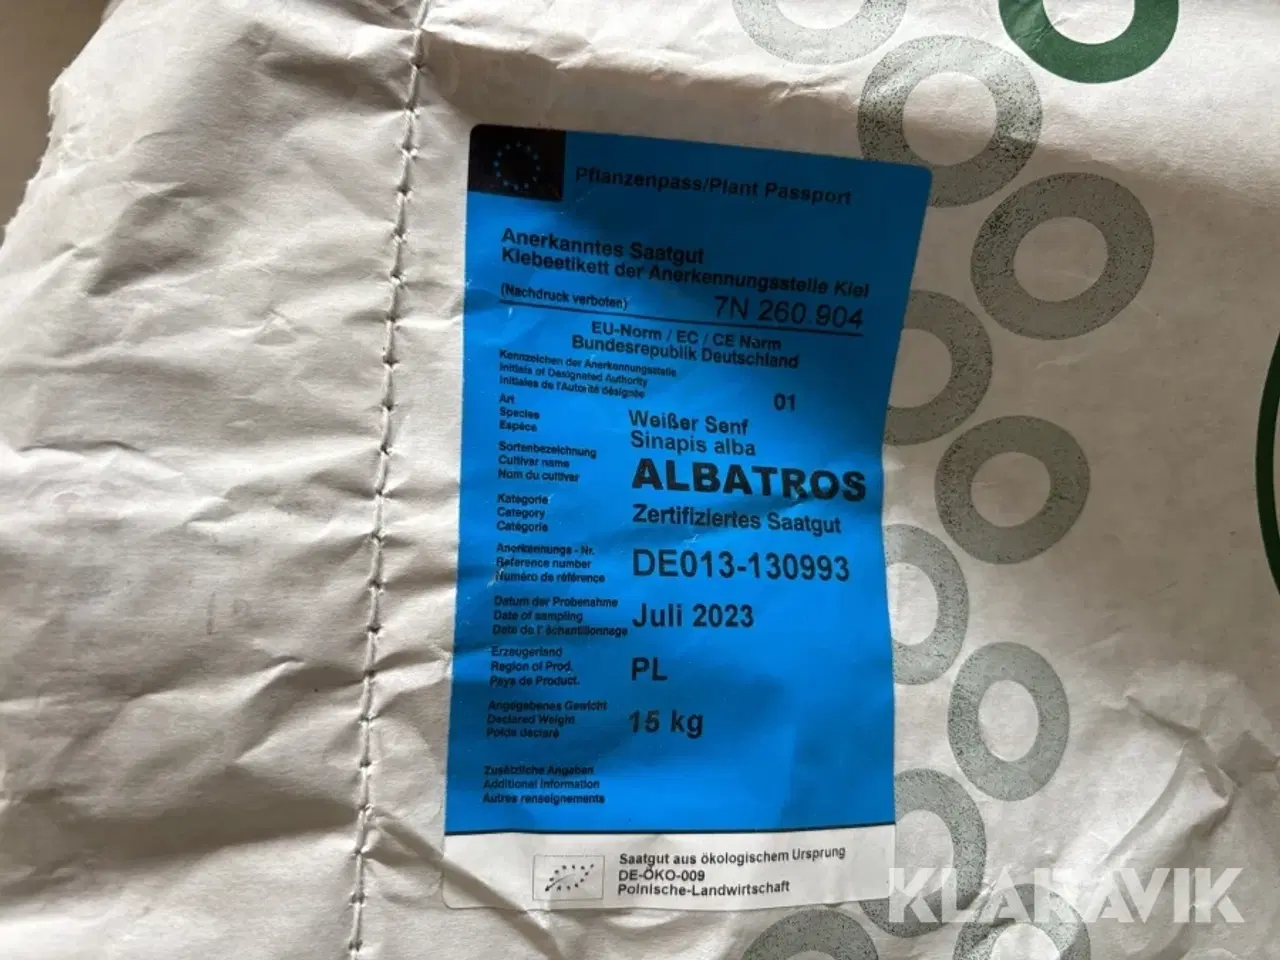 Pflanzenpass/Plant Passport
Anerkanntes Saatgut
Klebeetikett der Anerkennungsstelle Kiel
(Nachdruck verboten) 7N 260.904
EU-Norm / EC / CE Norm
Bundesrepublik Deutschland
Kennzeichen der Anerkennungsstelle
Initials of Designated Authority
Initiales de l'Autorité désignée
01
Art
Species
Espèce
Weißer Senf
Sinapis alba
Sortenbezeichnung
Cultivar name
Nom du cultivar
ALBATROS
Kategorie
Category
Catégorie
Zertifiziertes Saatgut
Anerkennungs - Nr.
Reference number
Numéro de référence
DE013-130993
Datum der Probenahme
Date of sampling
Date de l' échantillonnage
Juli 2023
Erzeugerland
Region of Prod.
Pays de Product.
PL
Angegebenes Gewicht
Declared Weight
Poids déclaré
15 kg
Zusätzliche Angaben
Additional information
Autres renseignements
Saatgut aus ökologischem Ursprung
DE-ÖKO-009
Polnische-Landwirtschaft
KLARAVIK